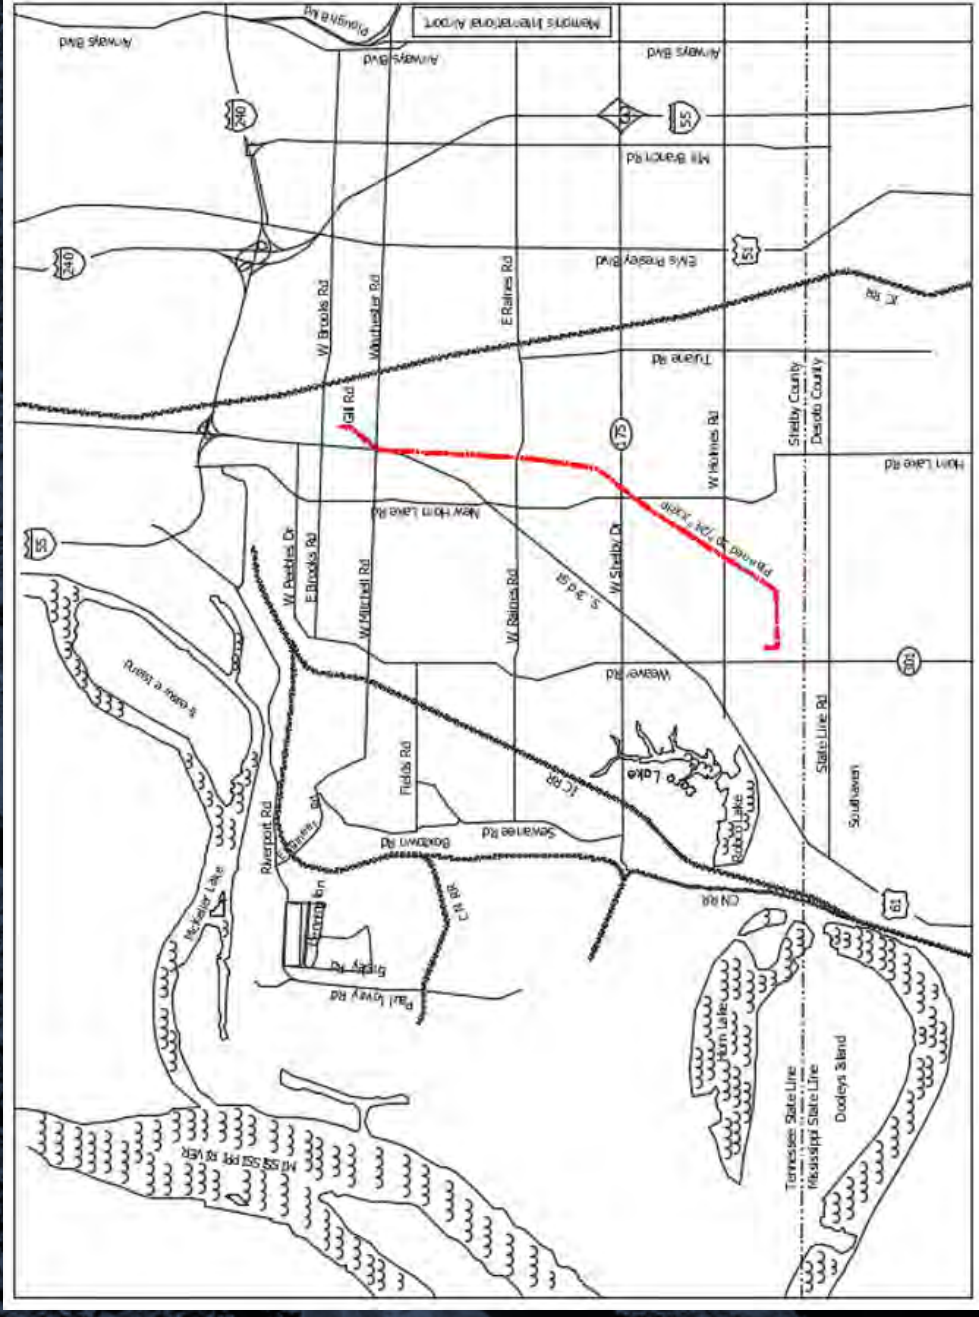 Memphis International Airport
Plough Blvd
Airways Blvd
Airways Blvd
Airways Blvd
240
55
Mill Branch Rd
240
Elvis Presley Blvd
51
W Brooks Rd
Winchester Rd
E Raines Rd
IC RR
Tulane Rd
Gill Rd
175
W Holmes Rd
Shelby County
Desoto County
Horn Lake Rd
New Horn Lake Rd
55
W Peebles Dr
E Brooks Rd
W Mitchell Rd
W Raines Rd
S. 3rd St
W Shelby Dr
Weaver Rd
301
State Line Rd
Southaven
Fields Rd
IC RR
Robco Lake
Riverport Rd
Boxtown Rd
Sewanee Rd
McKellar Lake
CN RR
CN RR
61
Paul Lowry Rd
Horn Lake
Tennessee State Line
Mississippi State Line
Dooleys Island
MISSISSIPPI RIVER